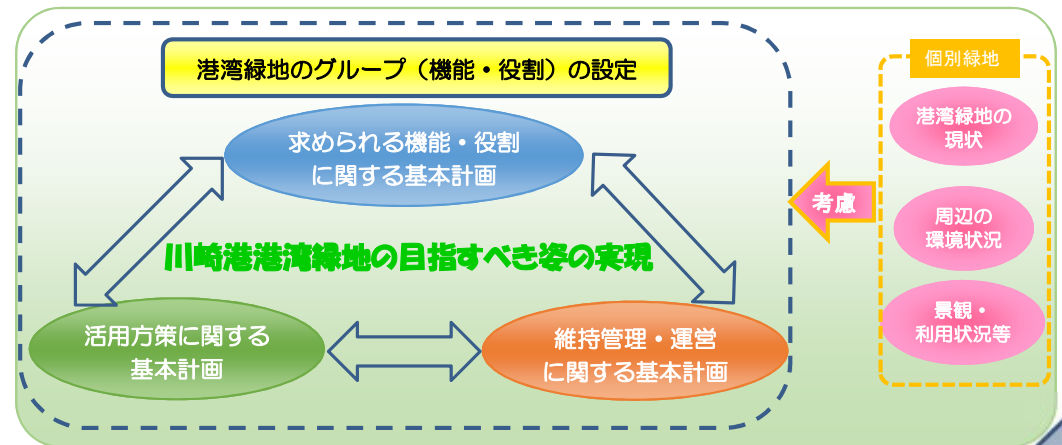 港湾緑地のグループ（機能・役割）の設定
求められる機能・役割
に関する基本計画
川崎港港湾緑地の目指すべき姿の実現
活用方策に関する
基本計画
維持管理・運営
に関する基本計画
考慮
個別緑地
港湾緑地の
現状
周辺の
環境状況
景観・
利用状況等